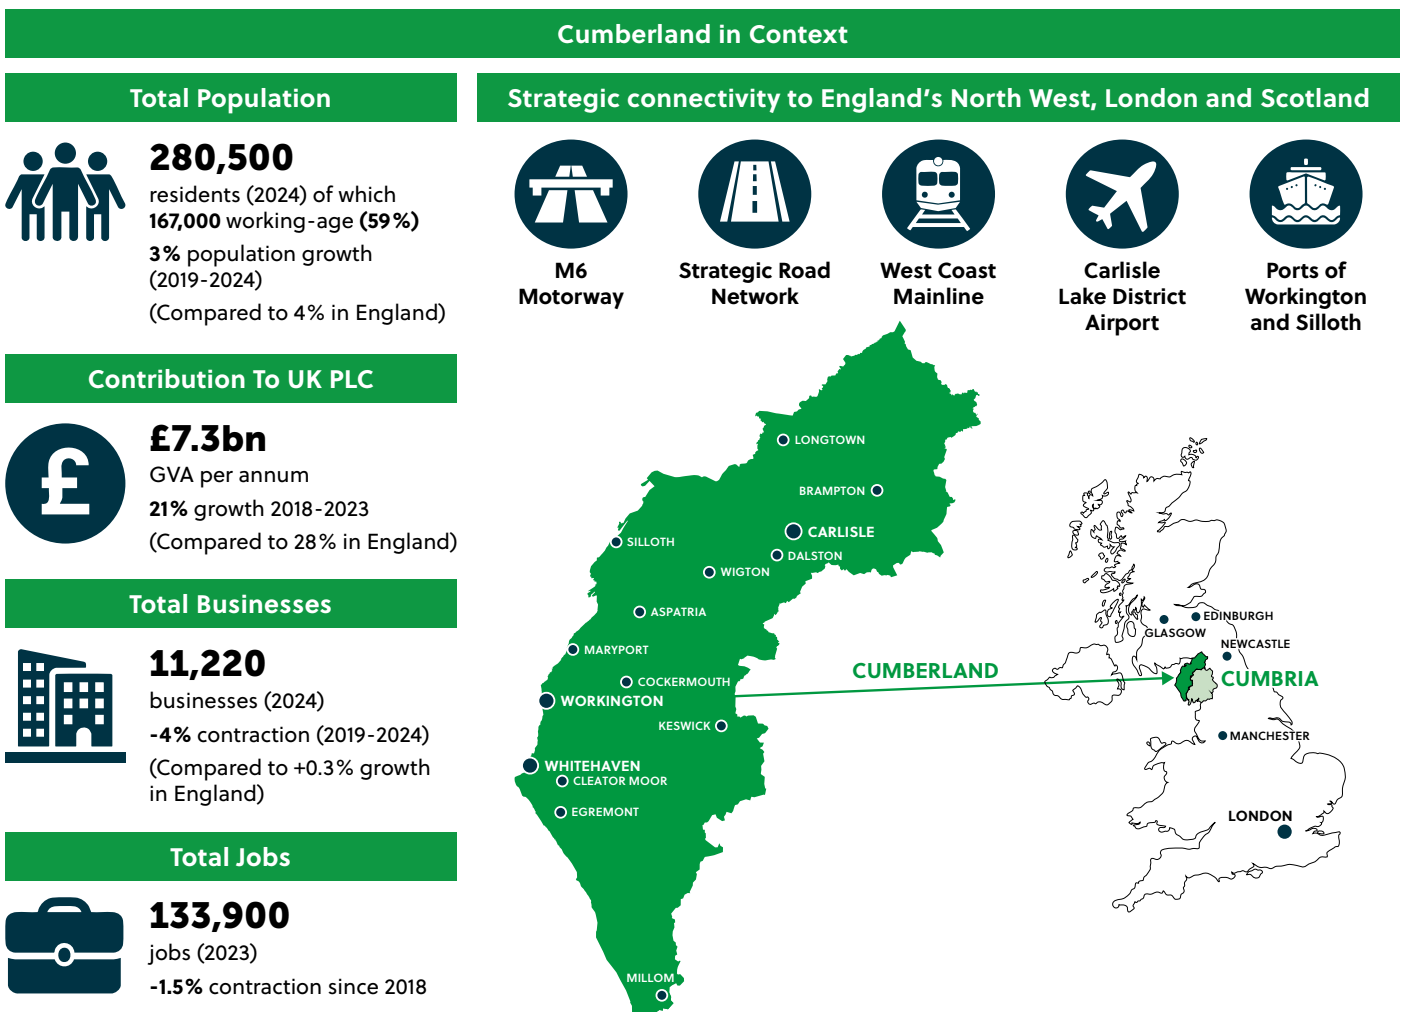 Cumberland in Context
Total Population
280,500
residents (2024) of which
167,000 working-age (59%)
3% population growth
(2019-2024)
(Compared to 4% in England)
Contribution To UK PLC
£
£7.3bn
GVA per annum
21% growth 2018-2023
(Compared to 28% in England)
Total Businesses
11,220
businesses (2024)
-4% contraction (2019-2024)
(Compared to +0.3% growth
in England)
Total Jobs
133,900
jobs (2023)
-1.5% contraction since 2018
Strategic connectivity to England's North West, London and Scotland
M6
Motorway
Strategic Road
Network
West Coast
Mainline
Carlisle
Lake District
Airport
Ports of
Workington
and Silloth
LONGTOWN
BRAMPTON
CARLISLE
SILLOTH
DALSTON
WIGTON
ASPATRIA
MARYPORT
COCKERMOUTH
WORKINGTON
KESWICK
WHITEHAVEN
CLEATOR MOOR
EGREMONT
MILLOM
CUMBERLAND
EDINBURGH
GLASGOW
NEWCASTLE
CUMBRIA
MANCHESTER
LONDON